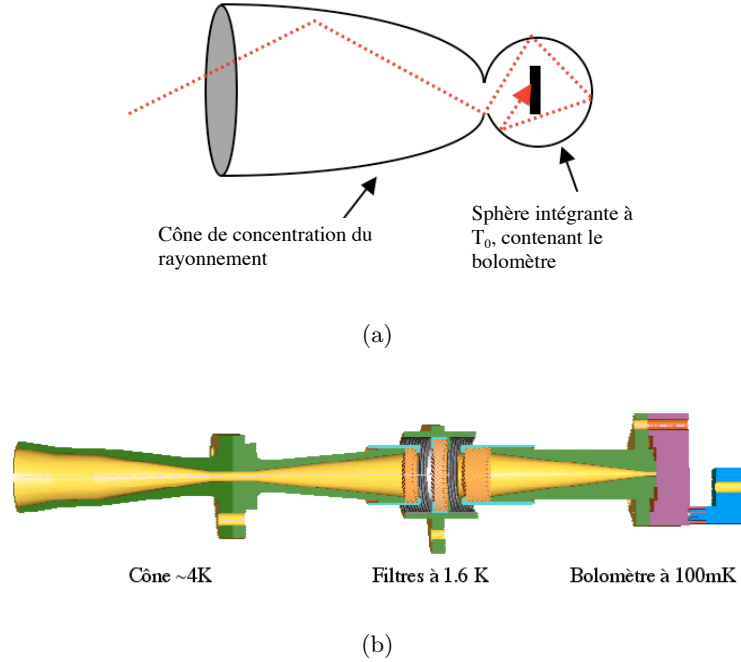 Cône de concentration du
rayonnement
Sphère intégrante à
T₀, contenant le
bolomètre
(a)
Cône ~4K
Filtres à 1.6 K
Bolomètre à 100mK
(b)